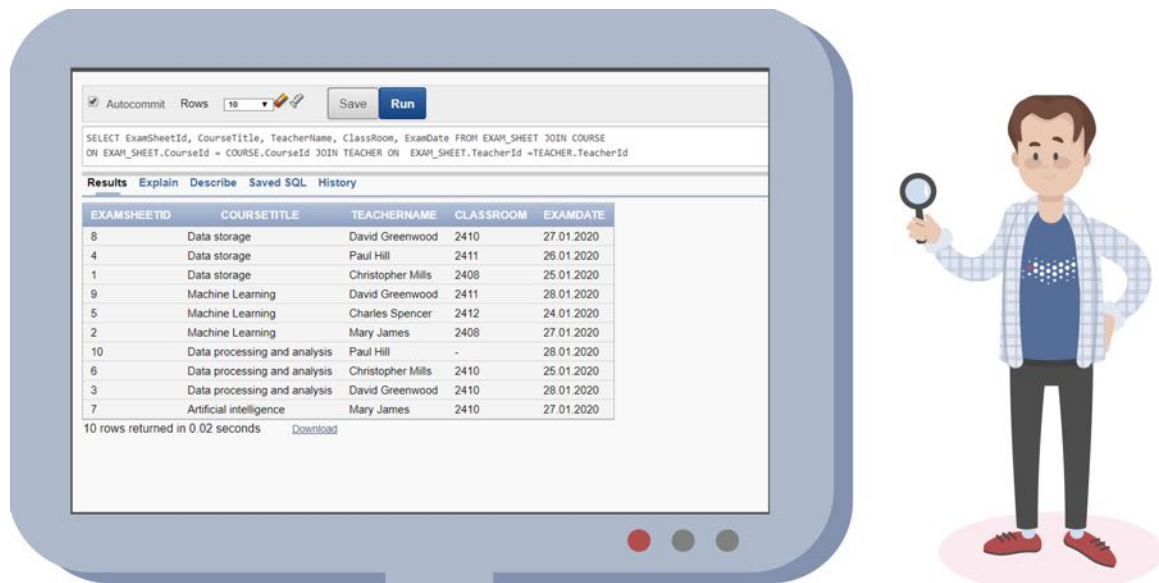 Autocommit Rows 10 Save Run
SELECT ExamSheetId, CourseTitle, TeacherName, ClassRoom, ExamDate FROM EXAM_SHEET JOIN COURSE
ON EXAM_SHEET.CourseId = COURSE.CourseId JOIN TEACHER ON EXAM_SHEET.TeacherId =TEACHER.TeacherId
Results Explain Describe Saved SQL History
EXAMSHEETID COURSETITLE TEACHERNAME CLASSROOM EXAMDATE
8 Data storage David Greenwood 2410 27.01.2020
4 Data storage Paul Hill 2411 26.01.2020
1 Data storage Christopher Mills 2408 25.01.2020
9 Machine Learning David Greenwood 2411 28.01.2020
5 Machine Learning Charles Spencer 2412 24.01.2020
2 Machine Learning Mary James 2408 27.01.2020
10 Data processing and analysis Paul Hill - 28.01.2020
6 Data processing and analysis Christopher Mills 2410 25.01.2020
3 Data processing and analysis David Greenwood 2410 28.01.2020
7 Artificial intelligence Mary James 2410 27.01.2020
10 rows returned in 0.02 seconds Download